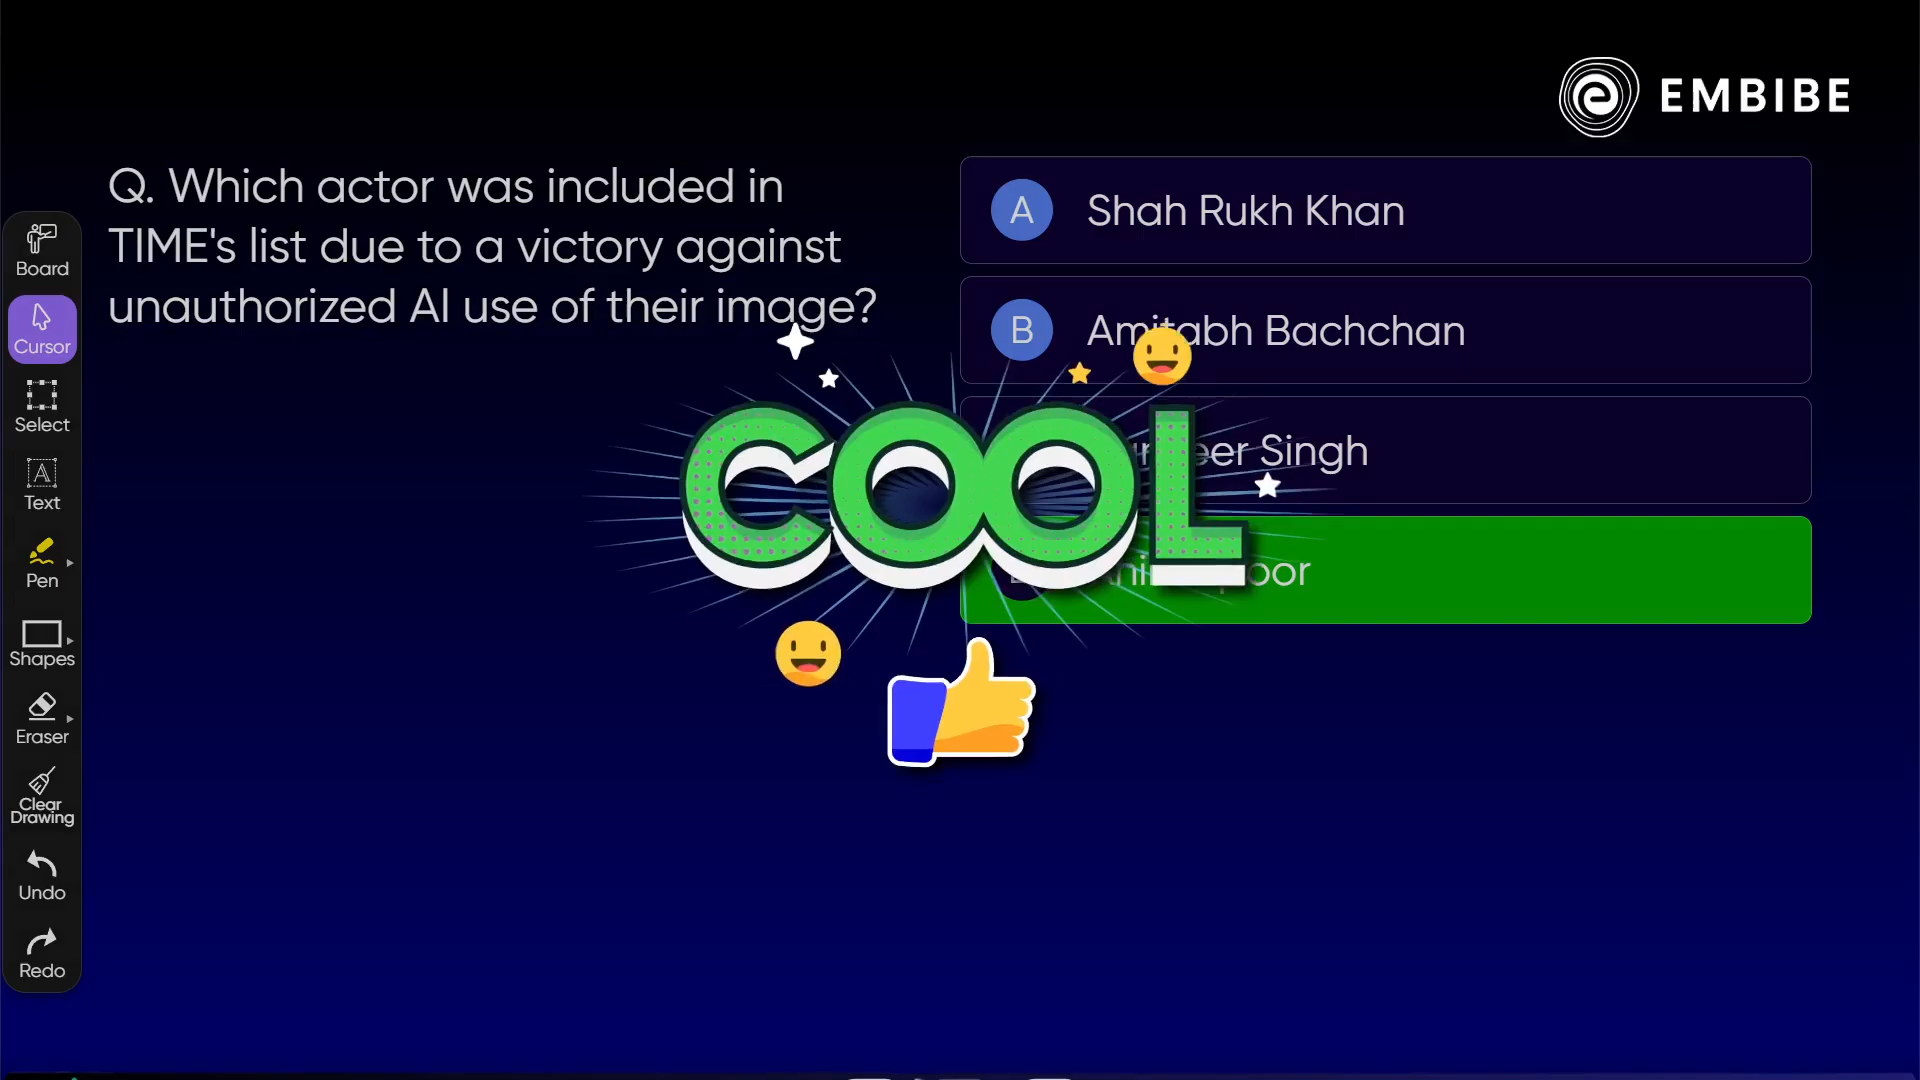 EMBIBE
Q. Which actor was included in
TIME's list due to a victory against
unauthorized AI use of their image?
A Shah Rukh Khan
B Amitabh Bachchan
Singh
COOL
Board
Cursor
Select
Text
Pen
Shapes
Eraser
Clear
Drawing
Undo
Redo